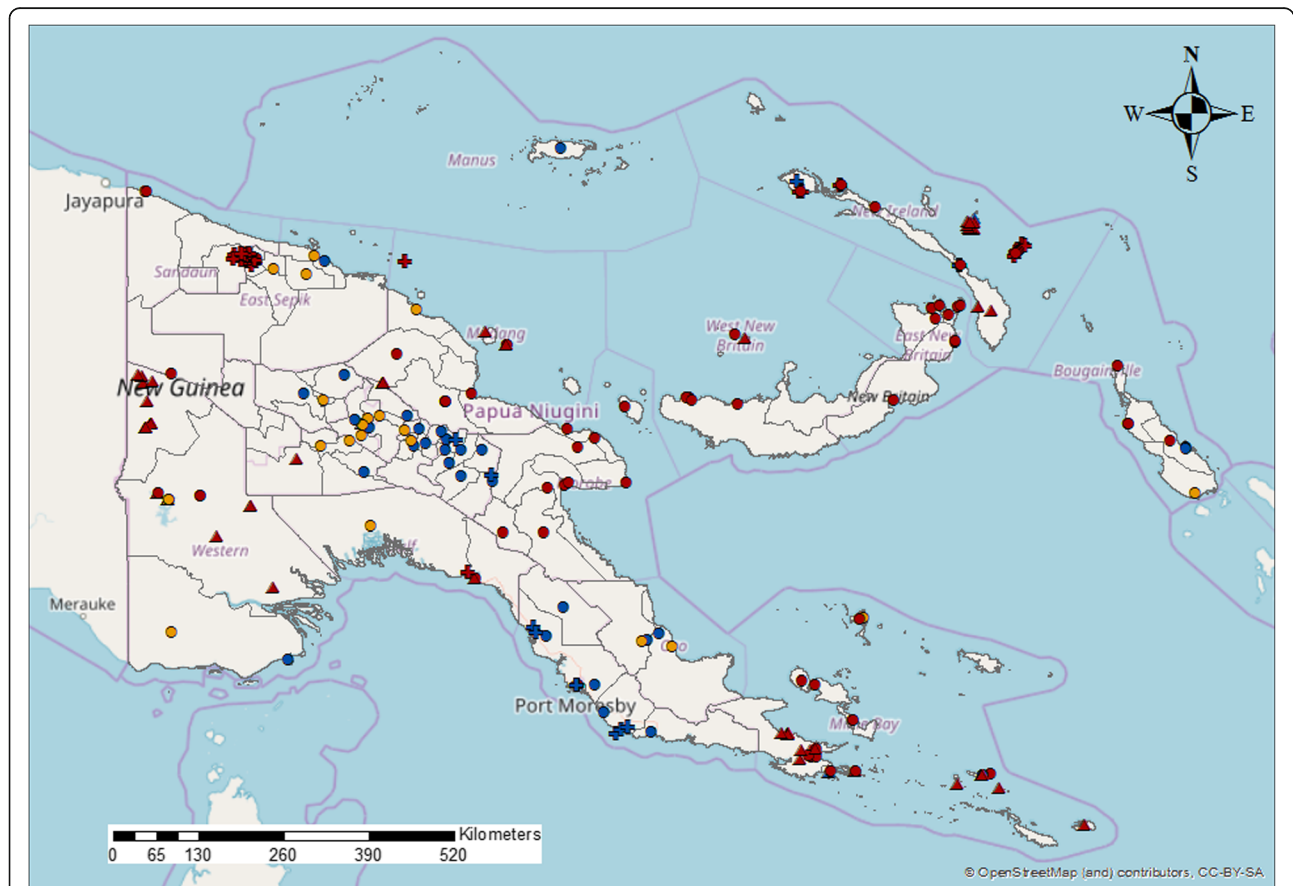 N
W E
S
Manus
Jayapura
New Ireland
Sandaun
East Sepik
Madang
West New
Britain
East New
Britain
Bougainville
New Guinea
New Britain
Papua Niugini
Morobe
Western
Merauke
Oro
Port Moresby
Milne Bay
Kilometers
0 65 130 260 390 520
© OpenStreetMap (and) contributors, CC-BY-SA